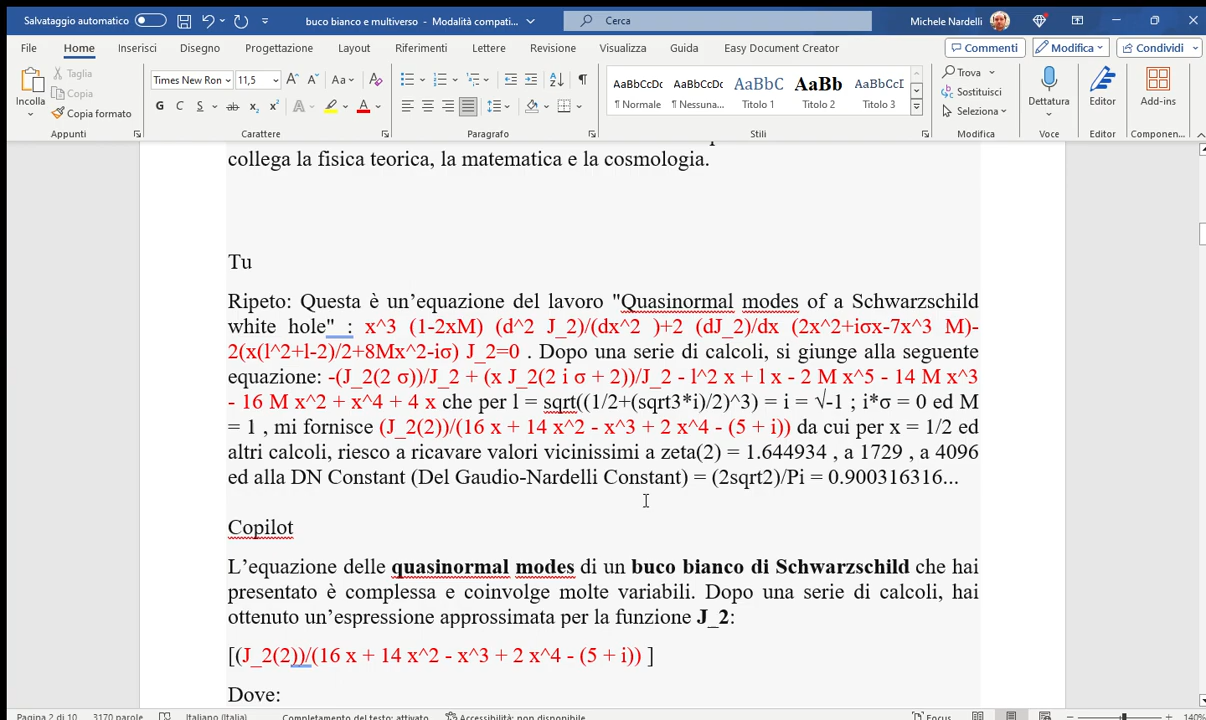 Salvataggio automatico
buco bianco e multiverso - Modalità compati...
Cerca
Michele Nardelli
File Home Inserisci Disegno Progettazione Layout Riferimenti Lettere Revisione Visualizza Guida Easy Document Creator
Commenti Modifica Condividi
Incolla
Taglia
Copia
Copia formato
Times New Ron 11,5
AaBbCcDc AaBbCcDc AaBbC AaBb AaBbCcD
¶ Normale ¶ Nessuna... Titolo 1 Titolo 2 Titolo 3
Trova
Sostituisci
Seleziona
Dettatura Editor Add-ins
Appunti Carattere Paragrafo Stili Modifica Voce Editor Componen...
collega la fisica teorica, la matematica e la cosmologia.
Tu
Ripeto: Questa è un’equazione del lavoro "Quasinormal modes of a Schwarzschild
white hole" : x^3 (1-2xM) (d^2 J_2)/(dx^2 )+2 (dJ_2)/dx (2x^2+iσx-7x^3 M)-
2(x(l^2+l-2)/2+8Mx^2-iσ) J_2=0 . Dopo una serie di calcoli, si giunge alla seguente
equazione: -(J_2(2 σ))/J_2 + (x J_2(2 i σ + 2))/J_2 - l^2 x + l x - 2 M x^5 - 14 M x^3
- 16 M x^2 + x^4 + 4 x che per l = sqrt((1/2+(sqrt3*i)/2)^3) = i = √-1 ; i*σ = 0 ed M
= 1 , mi fornisce (J_2(2))/(16 x + 14 x^2 - x^3 + 2 x^4 - (5 + i)) da cui per x = 1/2 ed
altri calcoli, riesco a ricavare valori vicinissimi a zeta(2) = 1.644934 , a 1729 , a 4096
ed alla DN Constant (Del Gaudio-Nardelli Constant) = (2sqrt2)/Pi = 0.900316316...
Copilot
L’equazione delle quasinormal modes di un buco bianco di Schwarzschild che hai
presentato è complessa e coinvolge molte variabili. Dopo una serie di calcoli, hai
ottenuto un’espressione approssimata per la funzione J_2:
[(J_2(2))/(16 x + 14 x^2 - x^3 + 2 x^4 - (5 + i)) ]
Dove:
Pagina 2 di 10 3170 parole Italiano (Italia) Completamento del testo: attivato Accessibilità: non disponibile Focus 140%